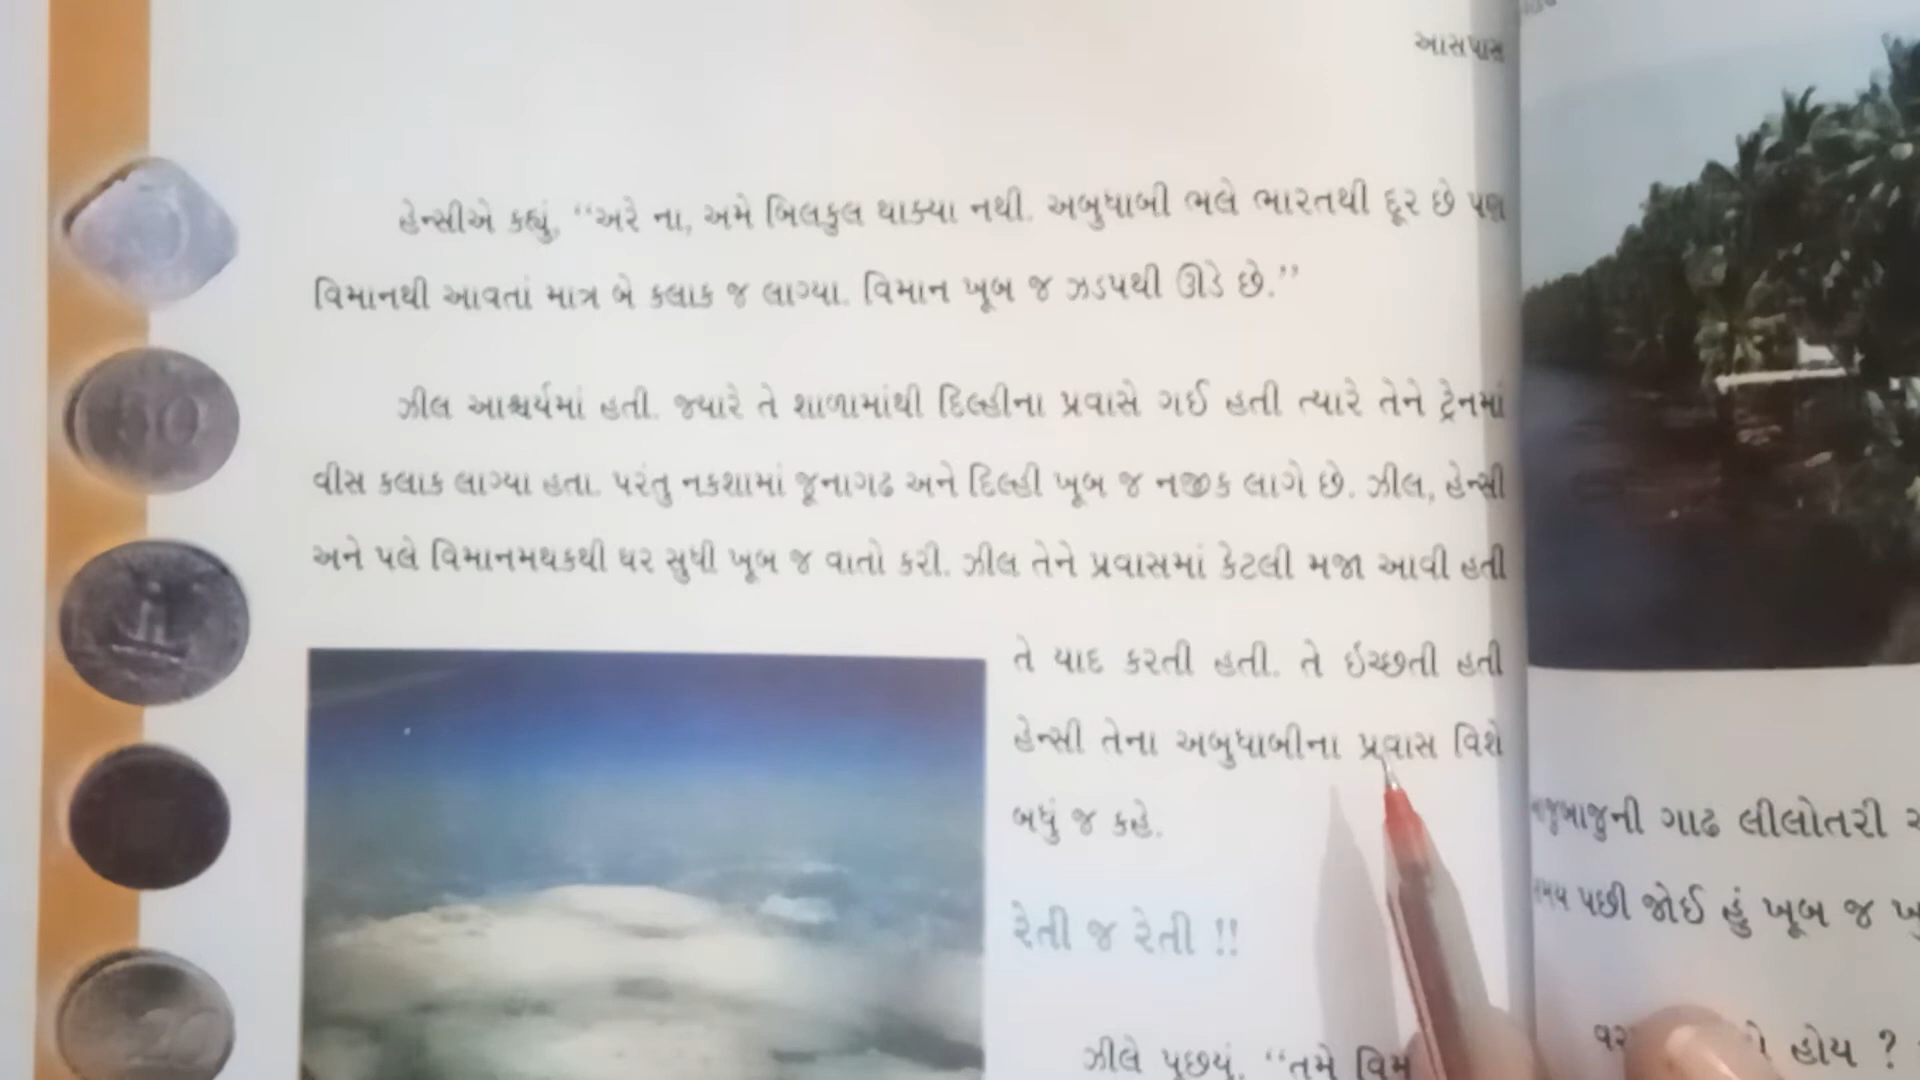 આસપાસ
હેન્સીએ કહ્યું, “અરે ના, અમે બિલકુલ થાક્યા નથી. અબુધાબી ભલે ભારતથી દૂર છે પણ
વિમાનથી આવતાં માત્ર બે કલાક જ લાગ્યા. વિમાન ખૂબ જ ઝડપથી ઊડે છે.”
ઝીલ આશ્ચર્યમાં હતી. જ્યારે તે શાળામાંથી દિલ્હીના પ્રવાસે ગઈ હતી ત્યારે તેને ટ્રેનમાં
વીસ કલાક લાગ્યા હતા. પરંતુ નકશામાં જૂનાગઢ અને દિલ્હી ખૂબ જ નજીક લાગે છે. ઝીલ, હેન્સી
અને પલે વિમાનમથકથી ઘર સુધી ખૂબ જ વાતો કરી. ઝીલ તેને પ્રવાસમાં કેટલી મજા આવી હતી
તે યાદ કરતી હતી. તે ઇચ્છતી હતી
હેન્સી તેના અબુધાબીના પ્રવાસ વિશે
બધું જ કહે.
રેતી જ રેતી !!
ઝીલે પૂછયું, “તમે
ગાઢ લીલોતરી
પછી જોઈ હું ખૂબ જ
હોય ?